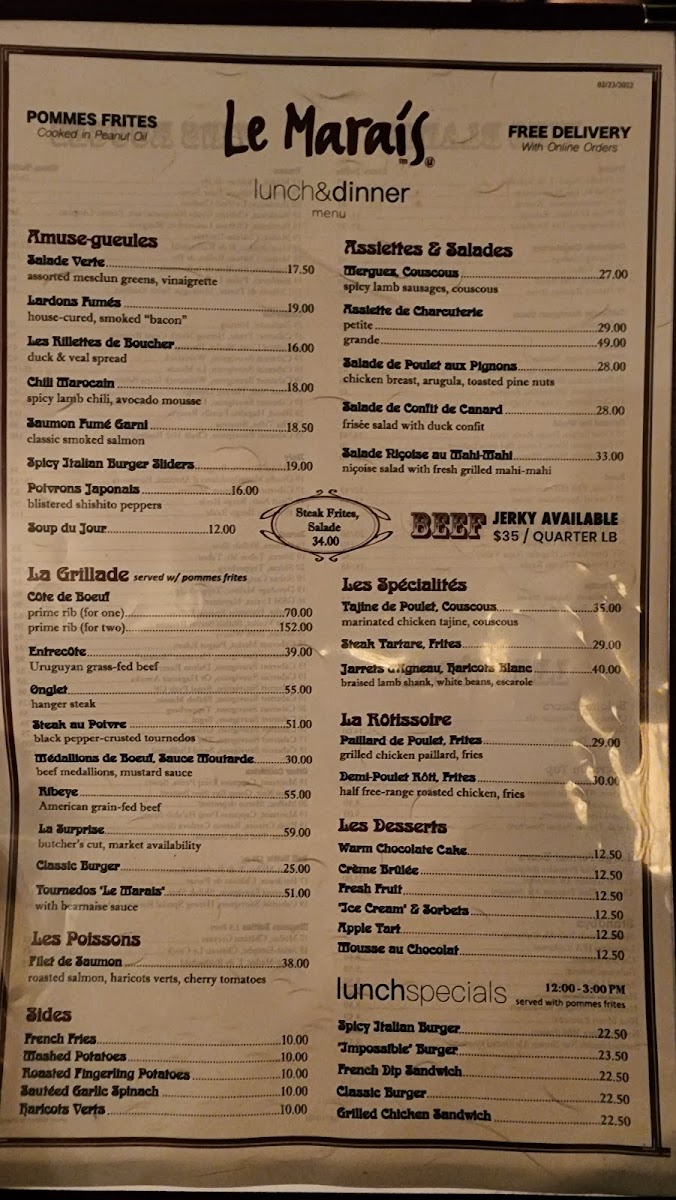 02/23/2022
POMMES FRITES
Cooked in Peanut Oil
Le Marais
TM U
FREE DELIVERY
With Online Orders
lunch&dinner
menu
Amuse-gueules
Salade Verte 17.50
assorted mesclun greens, vinaigrette
Lardons Fumés 19.00
house-cured, smoked "bacon"
Les Rillettes de Boucher 16.00
duck & veal spread
Chili Marocain 18.00
spicy lamb chili, avocado mousse
Saumon Fumé Garni 18.50
classic smoked salmon
Spicy Italian Burger Sliders 19.00
Poivrons Japonais 16.00
blistered shishito peppers
Soup du Jour 12.00
Assiettes & Salades
Merguez, Couscous 27.00
spicy lamb sausages, couscous
Assiette de Charcuterie
petite 29.00
grande 49.00
Salade de Poulet aux Pignons 28.00
chicken breast, arugula, toasted pine nuts
Salade de Confit de Canard 28.00
frisée salad with duck confit
Salade Niçoise au Mahi-Mahi 33.00
niçoise salad with fresh grilled mahi-mahi
Steak Frites,
Salade
34.00
BEEF JERKY AVAILABLE
$35 / QUARTER LB
La Grillade served w/ pommes frites
Côte de Boeuf
prime rib (for one) 70.00
prime rib (for two) 152.00
Entrecôte 39.00
Uruguyan grass-fed beef
Onglet 55.00
hanger steak
Steak au Poivre 51.00
black pepper-crusted tournedos
Médallions de Boeuf, Sauce Moutarde 30.00
beef medallions, mustard sauce
Ribeye 55.00
American grain-fed beef
La Surprise 59.00
butcher's cut, market availability
Classic Burger 25.00
Tournedos "Le Marais" 51.00
with bearnaise sauce
Les Poissons
Filet de Saumon 38.00
roasted salmon, haricots verts, cherry tomatoes
Sides
French Fries 10.00
Mashed Potatoes 10.00
Roasted Fingerling Potatoes 10.00
Sautéed Garlic Spinach 10.00
Haricots Verts 10.00
Les Spécialités
Tajine de Poulet, Couscous 35.00
marinated chicken tajine, couscous
Steak Tartare, Frites 29.00
Jarrets d'Agneau, Haricots Blanc 40.00
braised lamb shank, white beans, escarole
La Rôtissoire
Paillard de Poulet, Frites 29.00
grilled chicken paillard, fries
Demi-Poulet Rôti, Frites 30.00
half free-range roasted chicken, fries
Les Desserts
Warm Chocolate Cake 12.50
Crème Brûlée 12.50
Fresh Fruit 12.50
"Ice Cream" & Sorbets 12.50
Apple Tart 12.50
Mousse au Chocolat 12.50
lunchspecials 12:00 - 3:00 PM
served with pommes frites
Spicy Italian Burger 22.50
"Impossible" Burger 23.50
French Dip Sandwich 22.50
Classic Burger 22.50
Grilled Chicken Sandwich 22.50